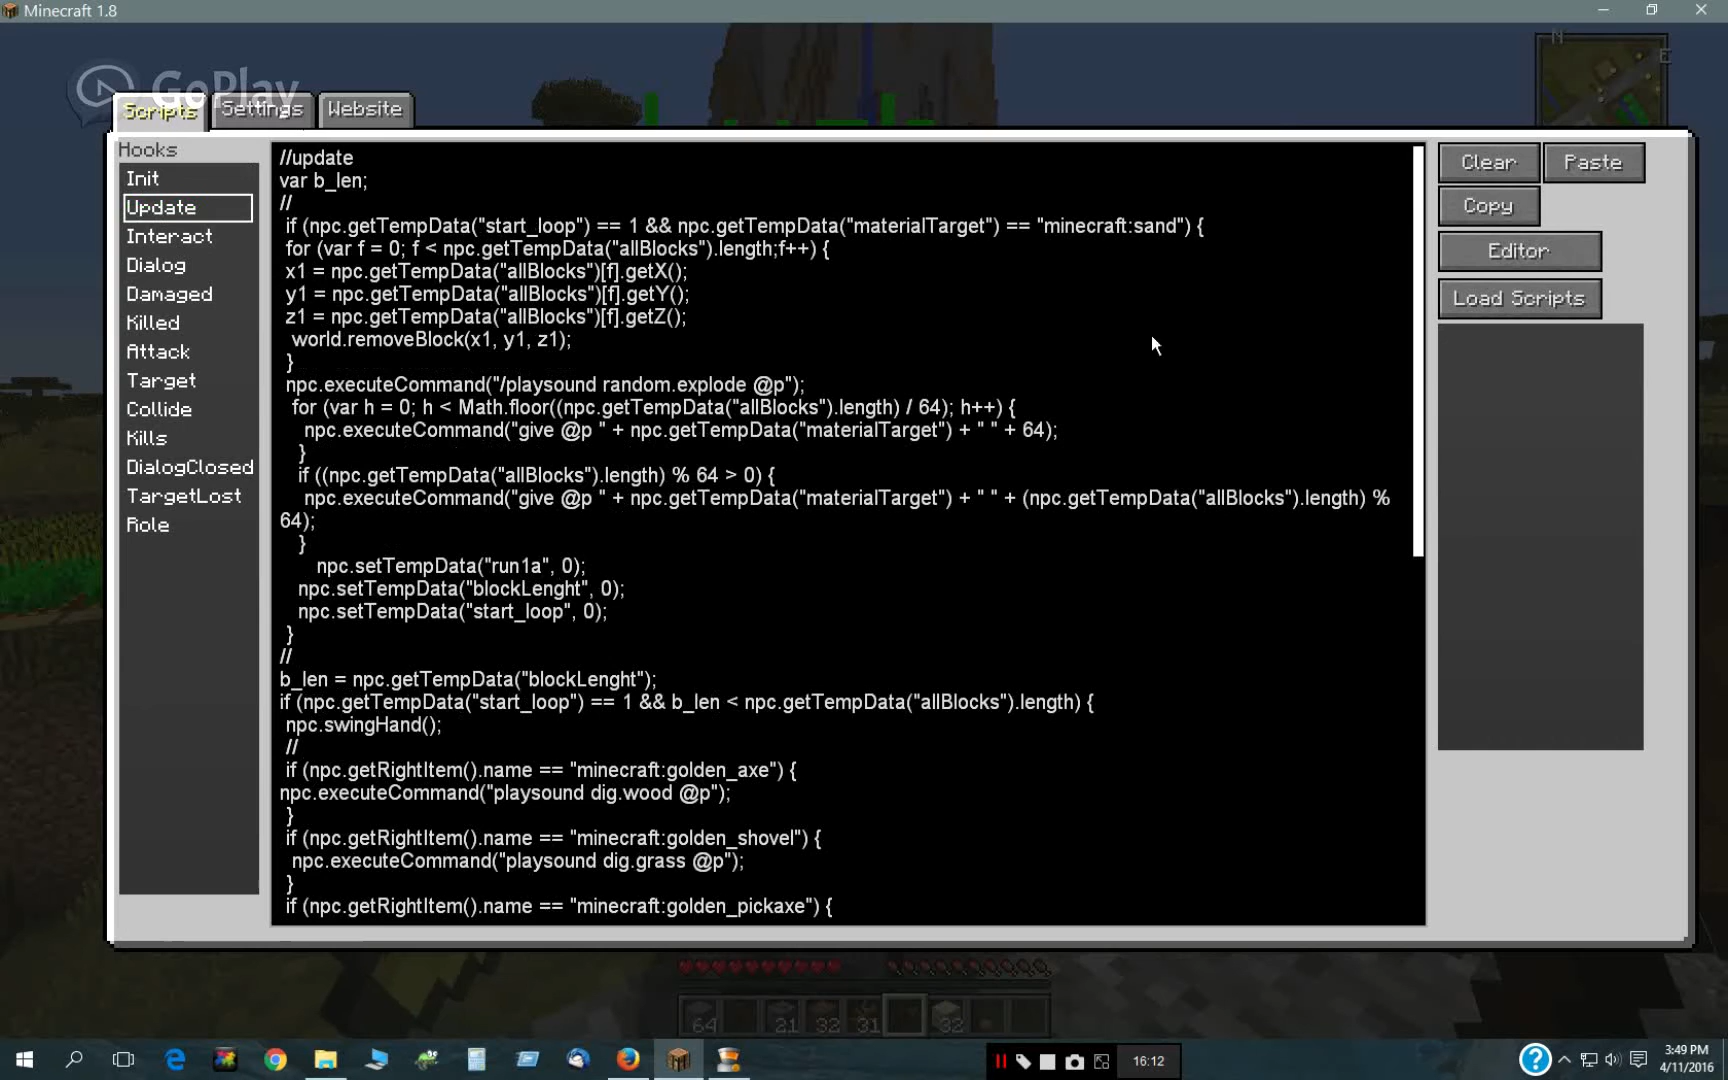 Minecraft 1.8
GoPlay
N
E
Scripts Settings Website
Hooks
Init
Update
Interact
Dialog
Damaged
Killed
Attack
Target
Collide
Kills
DialogClosed
TargetLost
Role
//update
var b_len;
//
if (npc.getTempData("start_loop") == 1 && npc.getTempData("materialTarget") == "minecraft:sand") {
for (var f = 0; f < npc.getTempData("allBlocks").length;f++) {
x1 = npc.getTempData("allBlocks")[f].getX();
y1 = npc.getTempData("allBlocks")[f].getY();
z1 = npc.getTempData("allBlocks")[f].getZ();
world.removeBlock(x1, y1, z1);
}
npc.executeCommand("/playsound random.explode @p");
for (var h = 0; h < Math.floor((npc.getTempData("allBlocks").length) / 64); h++) {
npc.executeCommand("give @p " + npc.getTempData("materialTarget") + " " + 64);
}
if ((npc.getTempData("allBlocks").length) % 64 > 0) {
npc.executeCommand("give @p " + npc.getTempData("materialTarget") + " " + (npc.getTempData("allBlocks").length) %
64);
}
npc.setTempData("run1a", 0);
npc.setTempData("blockLenght", 0);
npc.setTempData("start_loop", 0);
}
//
b_len = npc.getTempData("blockLenght");
if (npc.getTempData("start_loop") == 1 && b_len < npc.getTempData("allBlocks").length) {
npc.swingHand();
//
if (npc.getRightItem().name == "minecraft:golden_axe") {
npc.executeCommand("playsound dig.wood @p");
}
if (npc.getRightItem().name == "minecraft:golden_shovel") {
npc.executeCommand("playsound dig.grass @p");
}
if (npc.getRightItem().name == "minecraft:golden_pickaxe") {
Clear Paste
Copy
Editor
Load Scripts
64 21 32 31 32
16:12
3:49 PM
4/11/2016